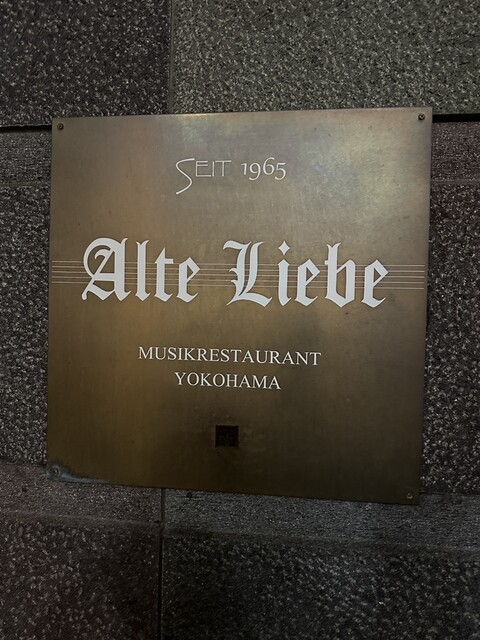 SEIT 1965
Alte Liebe
MUSIKRESTAURANT
YOKOHAMA